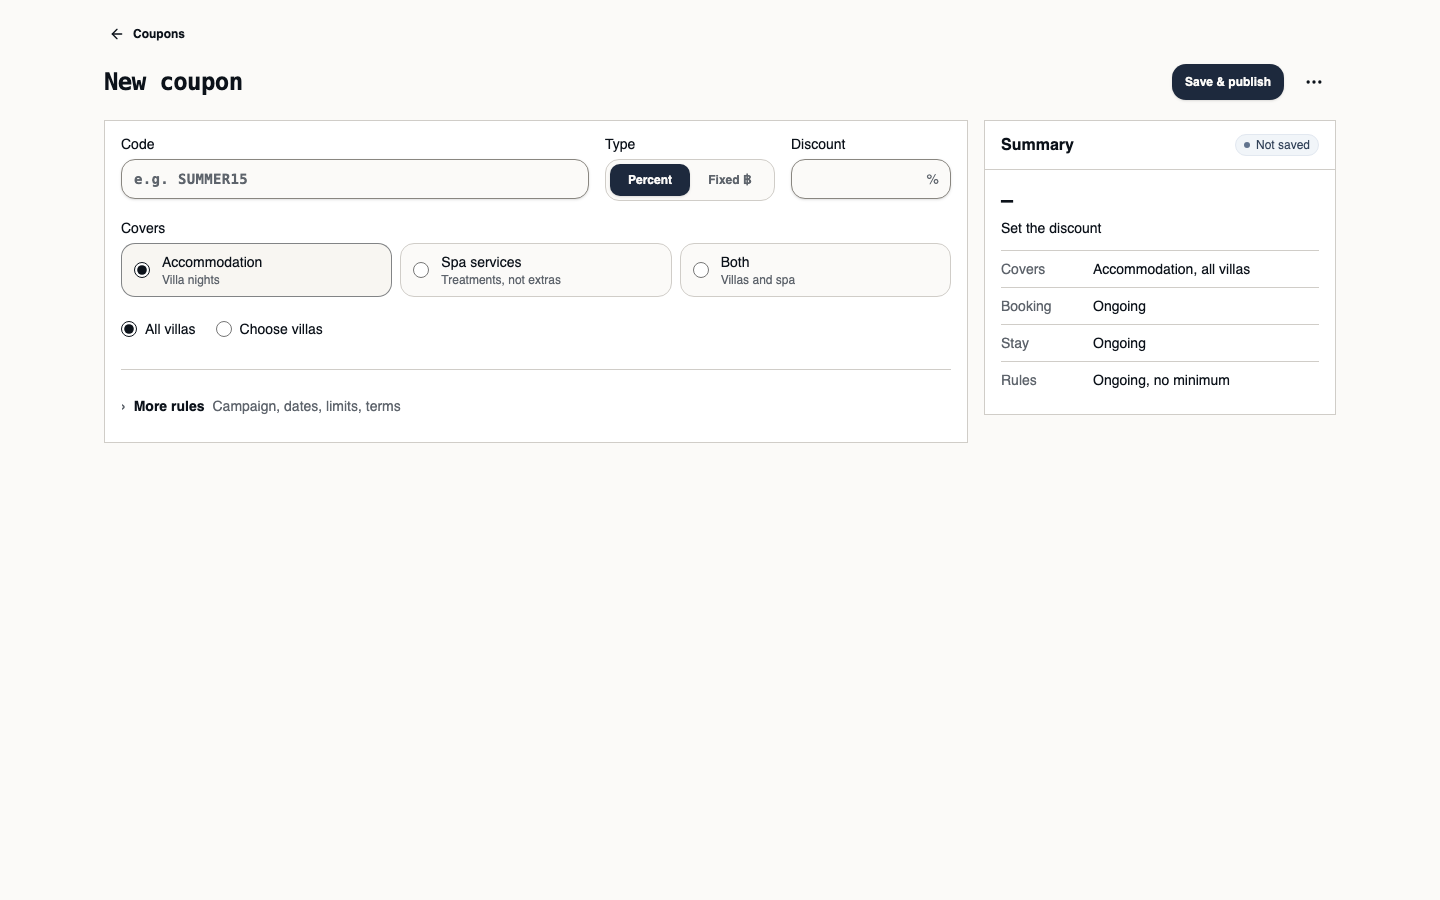 Coupons
New coupon
Save & publish
Code
Type
Discount
e.g. SUMMER15
Percent
Fixed ฿
%
Covers
Accommodation
Villa nights
Spa services
Treatments, not extras
Both
Villas and spa
All villas
Choose villas
› More rules Campaign, dates, limits, terms
Summary
Not saved
–
Set the discount
Covers Accommodation, all villas
Booking Ongoing
Stay Ongoing
Rules Ongoing, no minimum